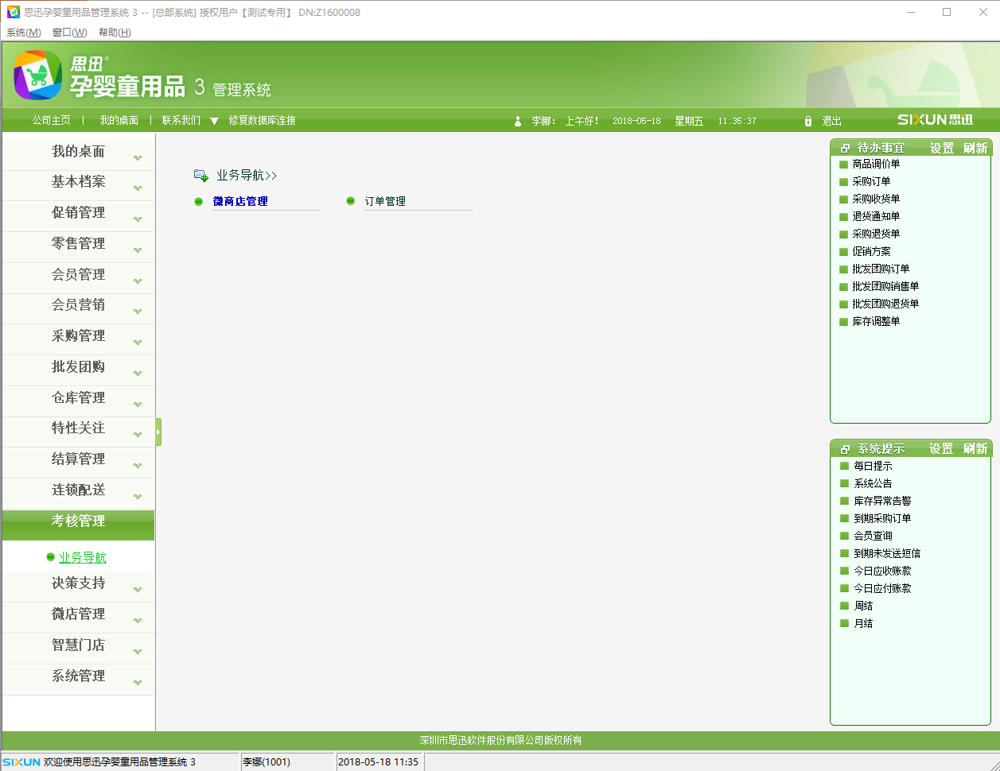 思迅孕婴童用品管理系统 3 -- [总部系统] 授权用户【测试专用】 DN:Z1600008
系统(M) 窗口(W) 帮助(H)
思迅®
孕婴童用品 3 管理系统
公司主页 | 我的桌面 | 联系我们 ▼ 修复数据库连接 李娜: 上午好! 2018-05-18 星期五 11:35:37 退出 SIXUN思迅
我的桌面
基本档案
促销管理
零售管理
会员管理
会员营销
采购管理
批发团购
仓库管理
特性关注
结算管理
连锁配送
考核管理
业务导航
决策支持
微店管理
智慧门店
系统管理
业务导航>>
微商店管理 订单管理
待办事宜 设置 刷新
商品调价单
采购订单
采购收货单
退货通知单
采购退货单
促销方案
批发团购订单
批发团购销售单
批发团购退货单
库存调整单
系统提示 设置 刷新
每日提示
系统公告
库存异常告警
到期采购订单
会员查询
到期未发送短信
今日应收账款
今日应付账款
周结
月结
深圳市思迅软件股份有限公司版权所有
SIXUN 欢迎使用思迅孕婴童用品管理系统 3 李娜(1001) 2018-05-18 11:35